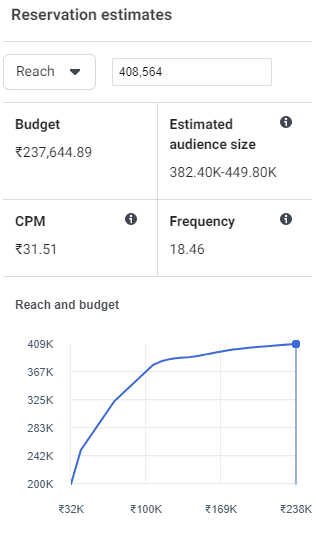 Reservation estimates
Reach
408,564
Budget
₹237,644.89
Estimated
audience size
382.40K-449.80K
CPM
₹31.51
Frequency
18.46
Reach and budget
409K
367K
325K
283K
242K
200K
₹32K ₹100K ₹169K ₹238K